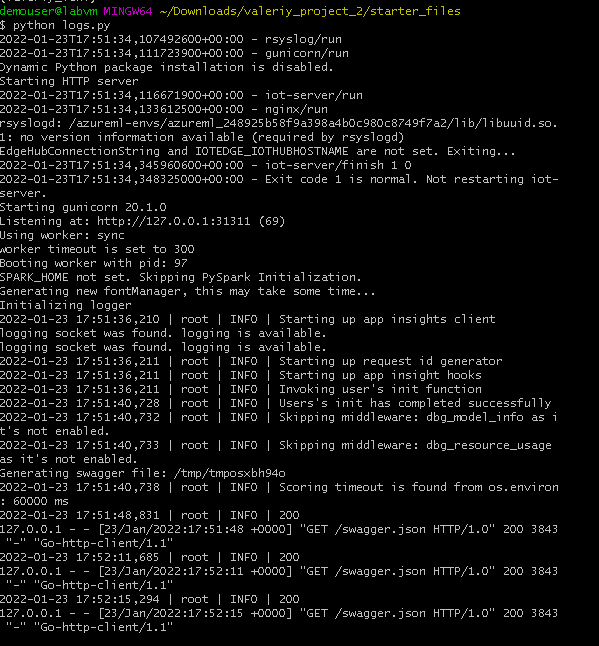 demouser@labvm MINGW64 ~/Downloads/valeriy_project_2/starter_files
$ python logs.py
2022-01-23T17:51:34,107492600+00:00 - rsyslog/run
2022-01-23T17:51:34,111723900+00:00 - gunicorn/run
Dynamic Python package installation is disabled.
Starting HTTP server
2022-01-23T17:51:34,116671900+00:00 - iot-server/run
2022-01-23T17:51:34,133612500+00:00 - nginx/run
rsyslogd: /azureml-envs/azureml_248925b58f9a398a4b0c980c8749f7a2/lib/libuuid.so.
1: no version information available (required by rsyslogd)
EdgeHubConnectionString and IOTEDGE_IOTHUBHOSTNAME are not set. Exiting...
2022-01-23T17:51:34,345960600+00:00 - iot-server/finish 1 0
2022-01-23T17:51:34,348325000+00:00 - Exit code 1 is normal. Not restarting iot-
server.
Starting gunicorn 20.1.0
Listening at: http://127.0.0.1:31311 (69)
Using worker: sync
worker timeout is set to 300
Booting worker with pid: 97
SPARK_HOME not set. Skipping PySpark Initialization.
Generating new fontManager, this may take some time...
Initializing logger
2022-01-23 17:51:36,210 | root | INFO | Starting up app insights client
logging socket was found. logging is available.
logging socket was found. logging is available.
2022-01-23 17:51:36,211 | root | INFO | Starting up request id generator
2022-01-23 17:51:36,211 | root | INFO | Starting up app insight hooks
2022-01-23 17:51:36,211 | root | INFO | Invoking user's init function
2022-01-23 17:51:40,728 | root | INFO | Users's init has completed successfully
2022-01-23 17:51:40,732 | root | INFO | Skipping middleware: dbg_model_info as i
t's not enabled.
2022-01-23 17:51:40,733 | root | INFO | Skipping middleware: dbg_resource_usage
as it's not enabled.
Generating swagger file: /tmp/tmposxbh94o
2022-01-23 17:51:40,738 | root | INFO | Scoring timeout is found from os.environ
: 60000 ms
2022-01-23 17:51:48,831 | root | INFO | 200
127.0.0.1 - - [23/Jan/2022:17:51:48 +0000] "GET /swagger.json HTTP/1.0" 200 3843
"-" "Go-http-client/1.1"
2022-01-23 17:52:11,685 | root | INFO | 200
127.0.0.1 - - [23/Jan/2022:17:52:11 +0000] "GET /swagger.json HTTP/1.0" 200 3843
"-" "Go-http-client/1.1"
2022-01-23 17:52:15,294 | root | INFO | 200
127.0.0.1 - - [23/Jan/2022:17:52:15 +0000] "GET /swagger.json HTTP/1.0" 200 3843
"-" "Go-http-client/1.1"